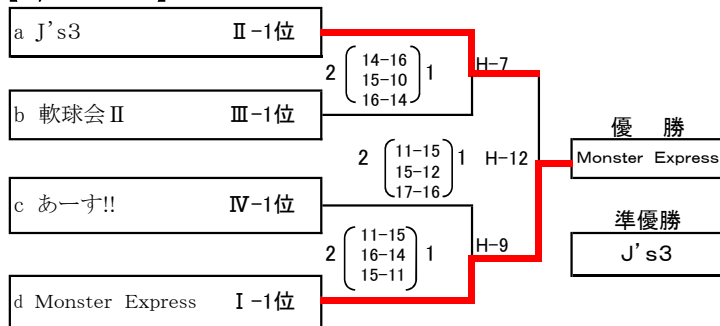 a J's3 Ⅱ-1位
2 14-16 1 H-7
15-10
16-14
b 軟球会Ⅱ Ⅲ-1位
優 勝
2 11-15 1 H-12 Monster Express
15-12
17-16
c あーす!! Ⅳ-1位
準優勝
2 11-15 1 H-9 J's3
16-14
15-11
d Monster Express Ⅰ-1位